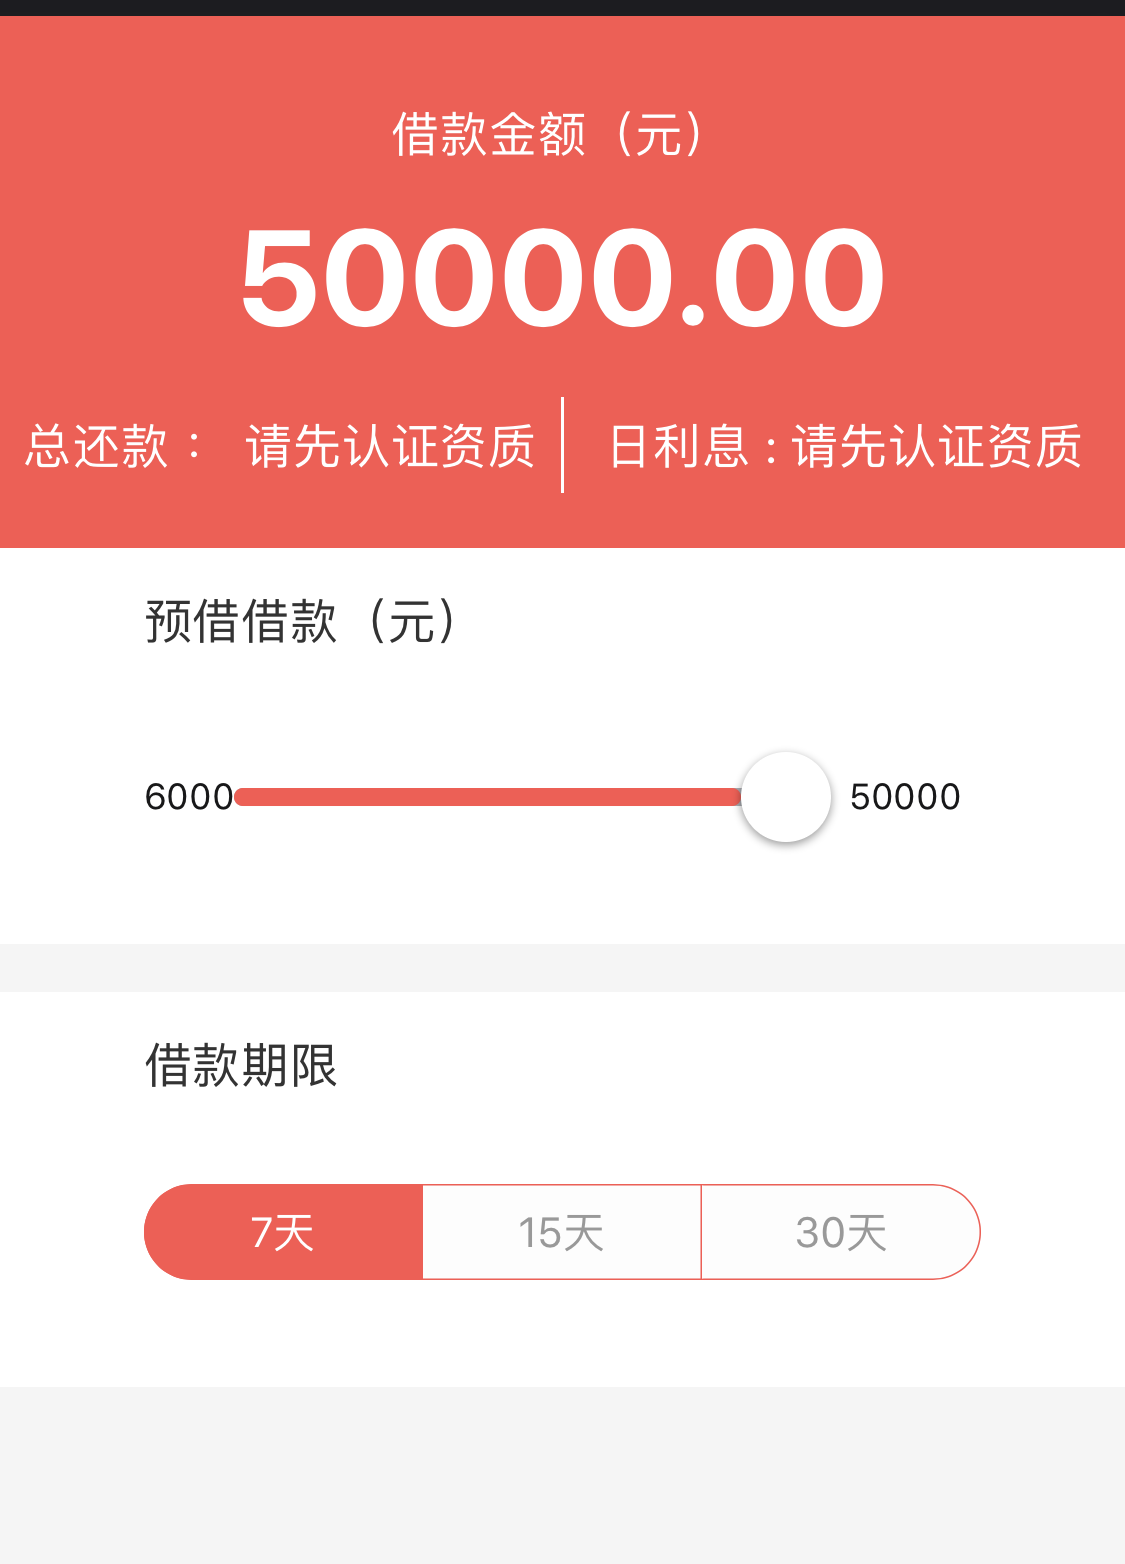 借款金额（元）
50000.00
总还款： 请先认证资质 日利息：请先认证资质
预借借款（元）
6000 50000
借款期限
7天 15天 30天